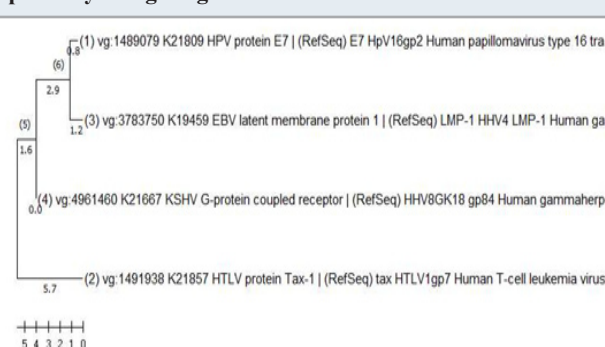 (1) vg:1489079 K21809 HPV protein E7 | (RefSeq) E7 HpV16gp2 Human papillomavirus type 16 tra
0.8
(6)
2.9
(3) vg:3783750 K19459 EBV latent membrane protein 1 | (RefSeq) LMP-1 HHV4 LMP-1 Human ga
1.2
(5)
1.6
(4) vg:4961460 K21667 KSHV G-protein coupled receptor | (RefSeq) HHV8GK18 gp84 Human gammaherp
0.0
(2) vg:1491938 K21857 HTLV protein Tax-1 | (RefSeq) tax HTLV1gp7 Human T-cell leukemia virus
5.7
5 4 3 2 1 0